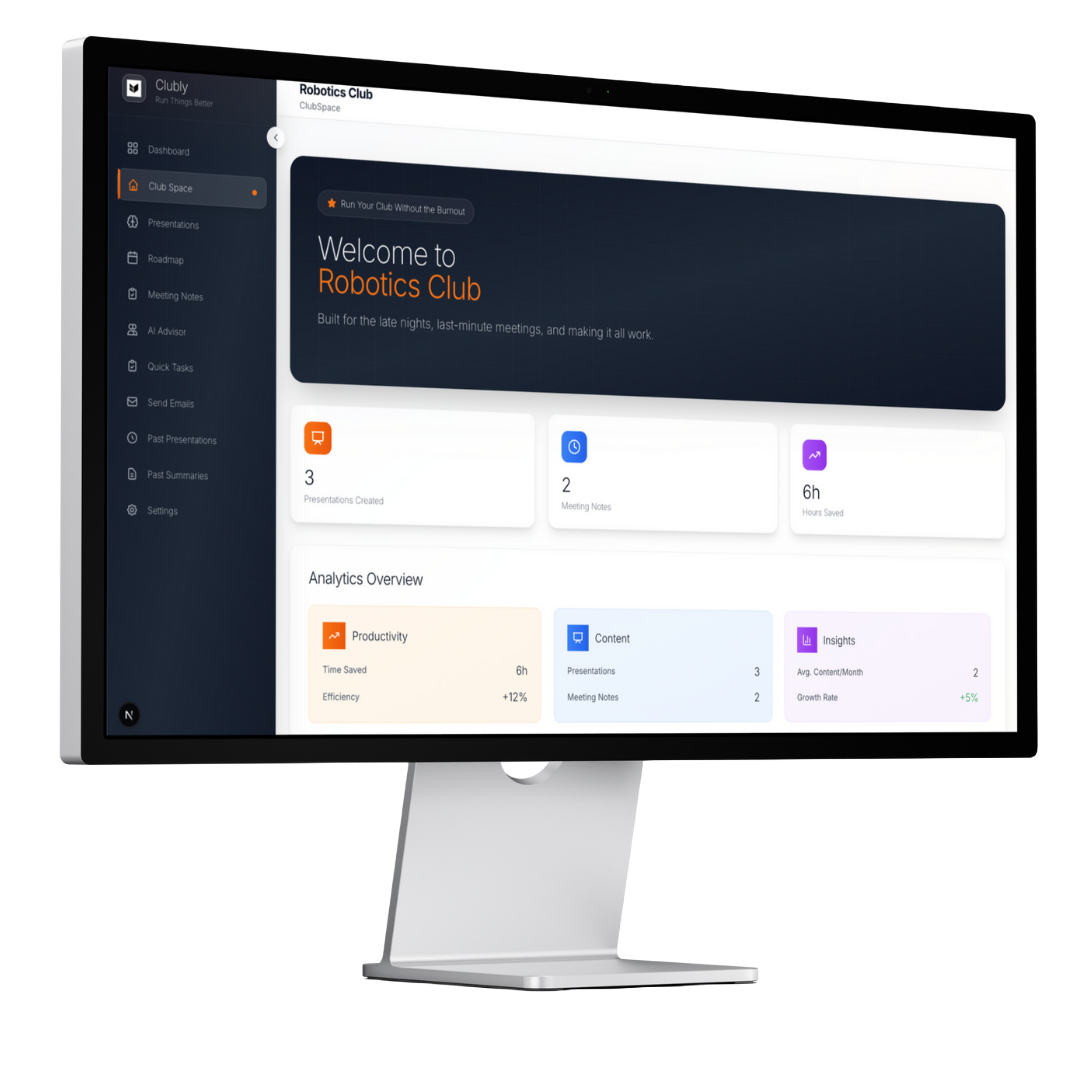 Clubly
Run Things Better
Dashboard
Club Space
Presentations
Roadmap
Meeting Notes
AI Advisor
Quick Tasks
Send Emails
Past Presentations
Past Summaries
Settings
N
Robotics Club
ClubSpace
Run Your Club Without the Burnout
Welcome to
Robotics Club
Built for the late nights, last-minute meetings, and making it all work.
3
Presentations Created
2
Meeting Notes
6h
Hours Saved
Analytics Overview
Productivity
Time Saved 6h
Efficiency +12%
Content
Presentations 3
Meeting Notes 2
Insights
Avg. Content/Month 2
Growth Rate +5%